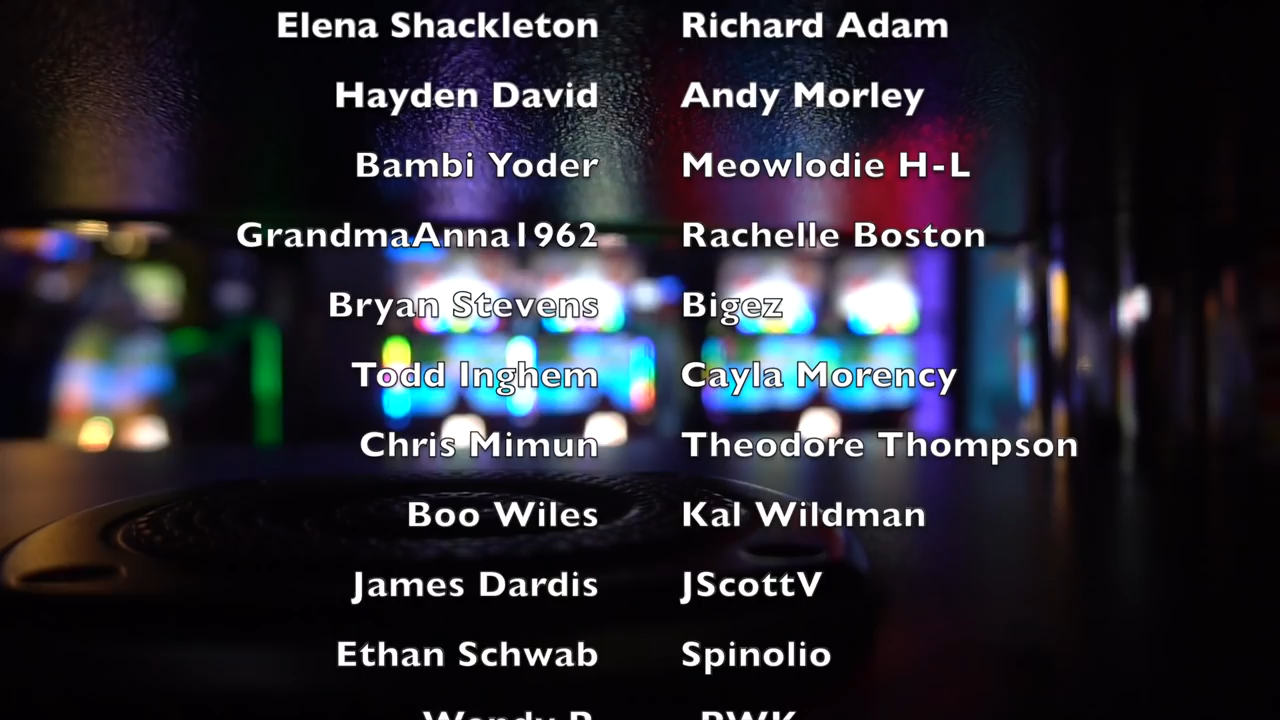 Elena Shackleton Richard Adam
Hayden David Andy Morley
Bambi Yoder Meowlodie H-L
GrandmaAnna1962 Rachelle Boston
Bryan Stevens Bigez
Todd Inghem Cayla Morency
Chris Mimun Theodore Thompson
Boo Wiles Kal Wildman
James Dardis JScottV
Ethan Schwab Spinolio